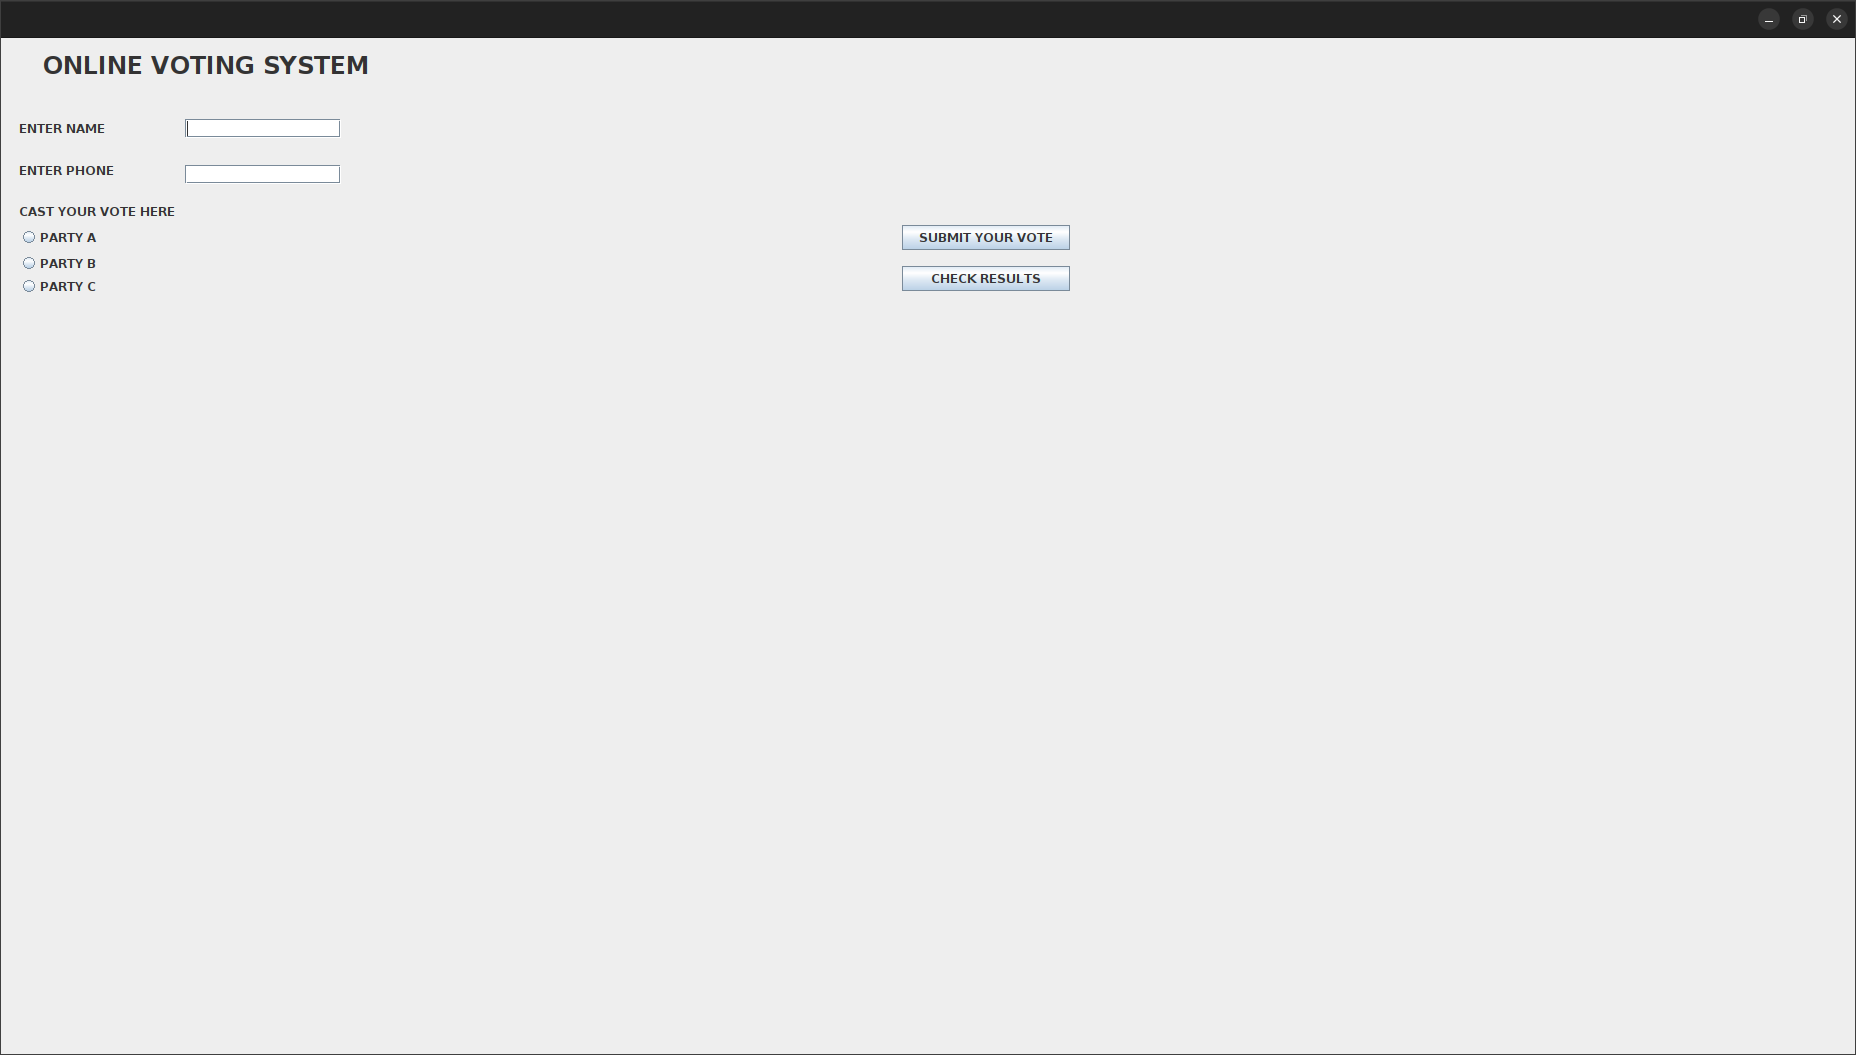 ONLINE VOTING SYSTEM
ENTER NAME
ENTER PHONE
CAST YOUR VOTE HERE
PARTY A
SUBMIT YOUR VOTE
PARTY B
CHECK RESULTS
PARTY C